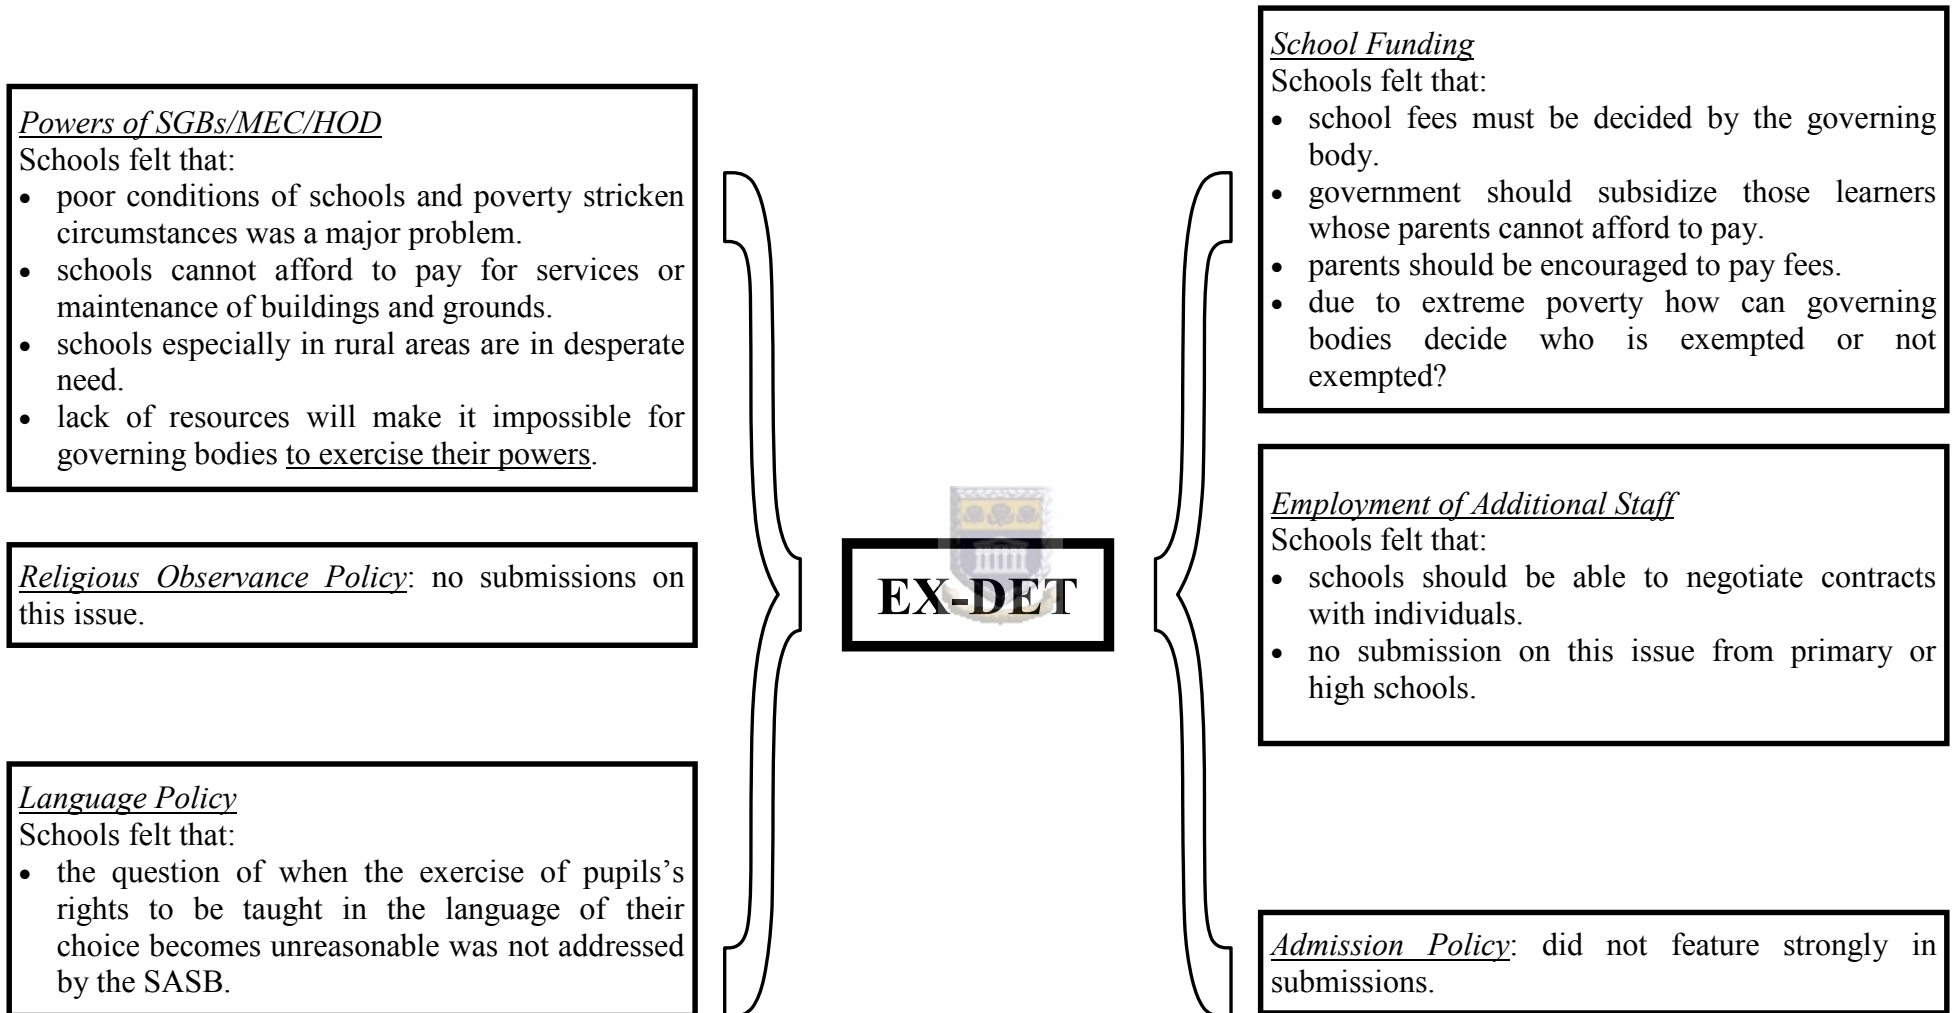 Powers of SGBs/MEC/HOD
Schools felt that:
• poor conditions of schools and poverty stricken
circumstances was a major problem.
• schools cannot afford to pay for services or
maintenance of buildings and grounds.
• schools especially in rural areas are in desperate
need.
• lack of resources will make it impossible for
governing bodies to exercise their powers.
Religious Observance Policy: no submissions on
this issue.
Language Policy
Schools felt that:
• the question of when the exercise of pupils’s
rights to be taught in the language of their
choice becomes unreasonable was not addressed
by the SASB.
EX-DET
School Funding
Schools felt that:
• school fees must be decided by the governing
body.
• government should subsidize those learners
whose parents cannot afford to pay.
• parents should be encouraged to pay fees.
• due to extreme poverty how can governing
bodies decide who is exempted or not
exempted?
Employment of Additional Staff
Schools felt that:
• schools should be able to negotiate contracts
with individuals.
• no submission on this issue from primary or
high schools.
Admission Policy: did not feature strongly in
submissions.